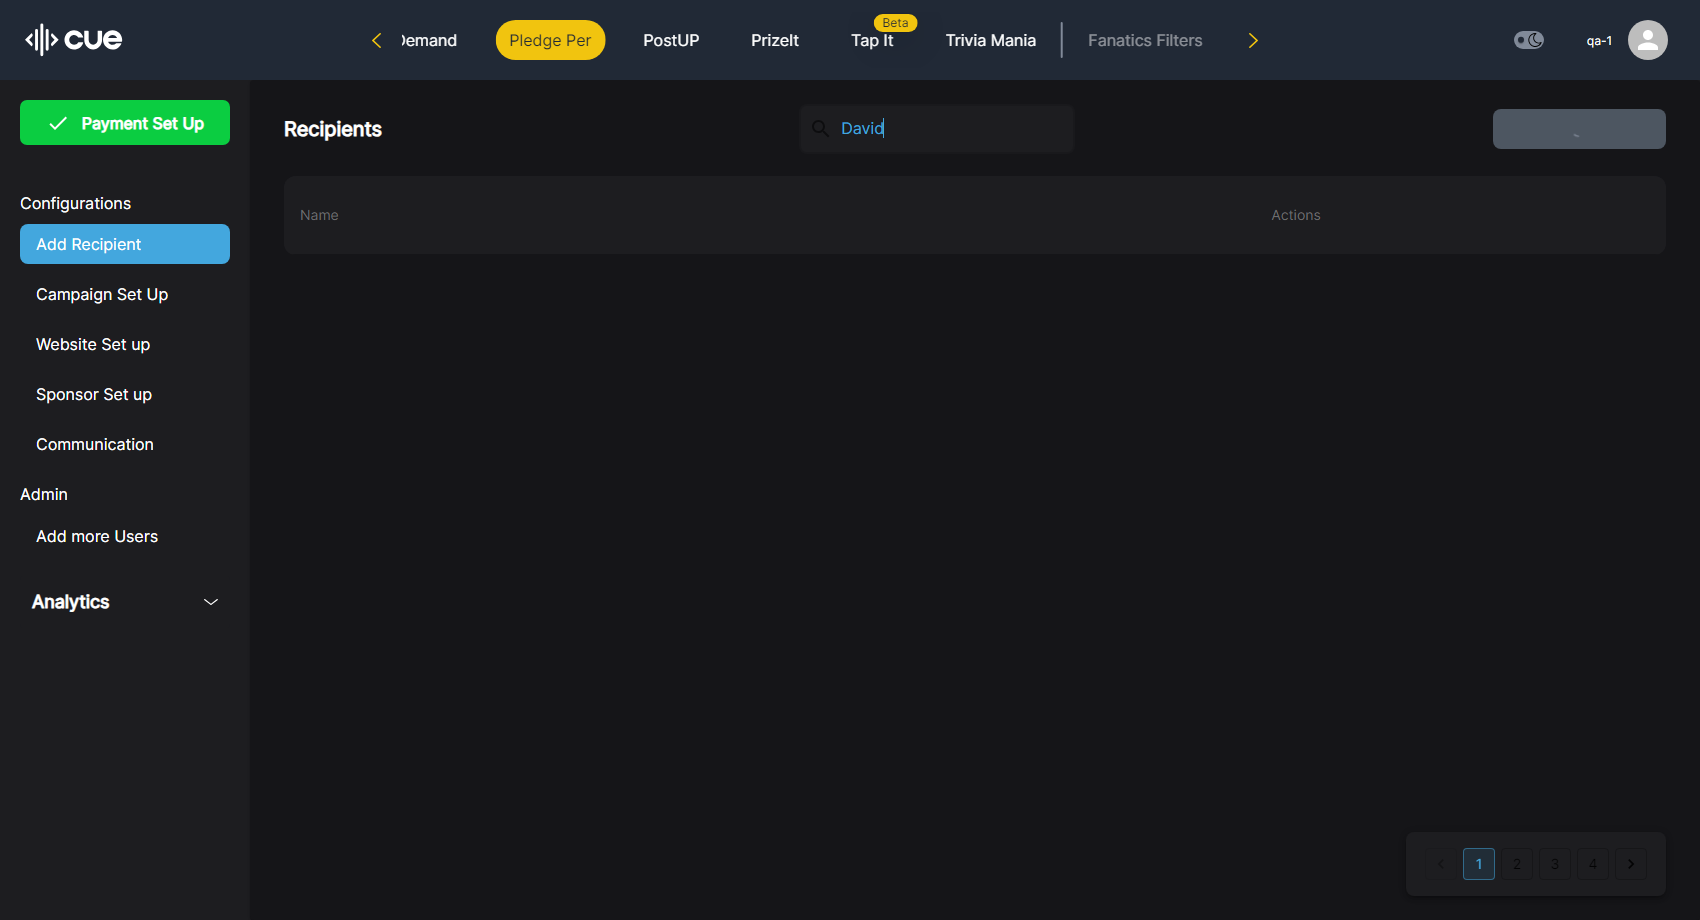 cue
Demand
Pledge Per
PostUP
PrizeIt
Beta
Tap It
Trivia Mania
Fanatics Filters
qa-1
Payment Set Up
Recipients
David
Configurations
Name
Actions
Add Recipient
Campaign Set Up
Website Set up
Sponsor Set up
Communication
Admin
Add more Users
Analytics
1 2 3 4